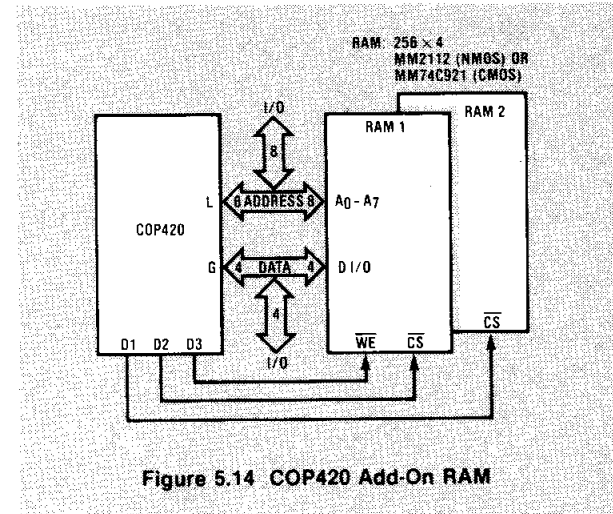 RAM: 256 × 4
MM2112 (NMOS) OR
MM74C921 (CMOS)
I/O
RAM 1
RAM 2
8
L
8 ADDRESS 8
A0 - A7
COP420
G
4 DATA 4
D I/O
4
D1 D2 D3
I/O
WE
CS
CS
Figure 5.14 COP420 Add-On RAM